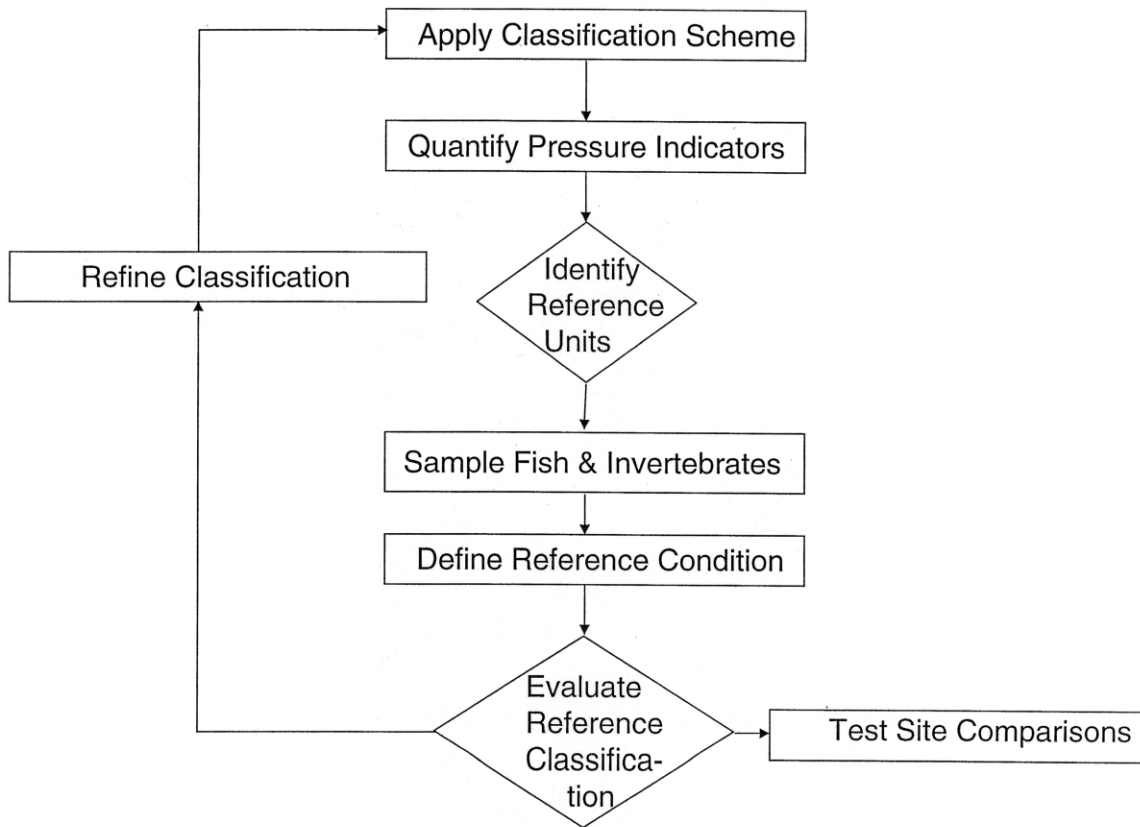 Apply Classification Scheme
Quantify Pressure Indicators
Identify
Reference
Units
Refine Classification
Sample Fish & Invertebrates
Define Reference Condition
Evaluate
Reference
Classifica-
tion
Test Site Comparisons